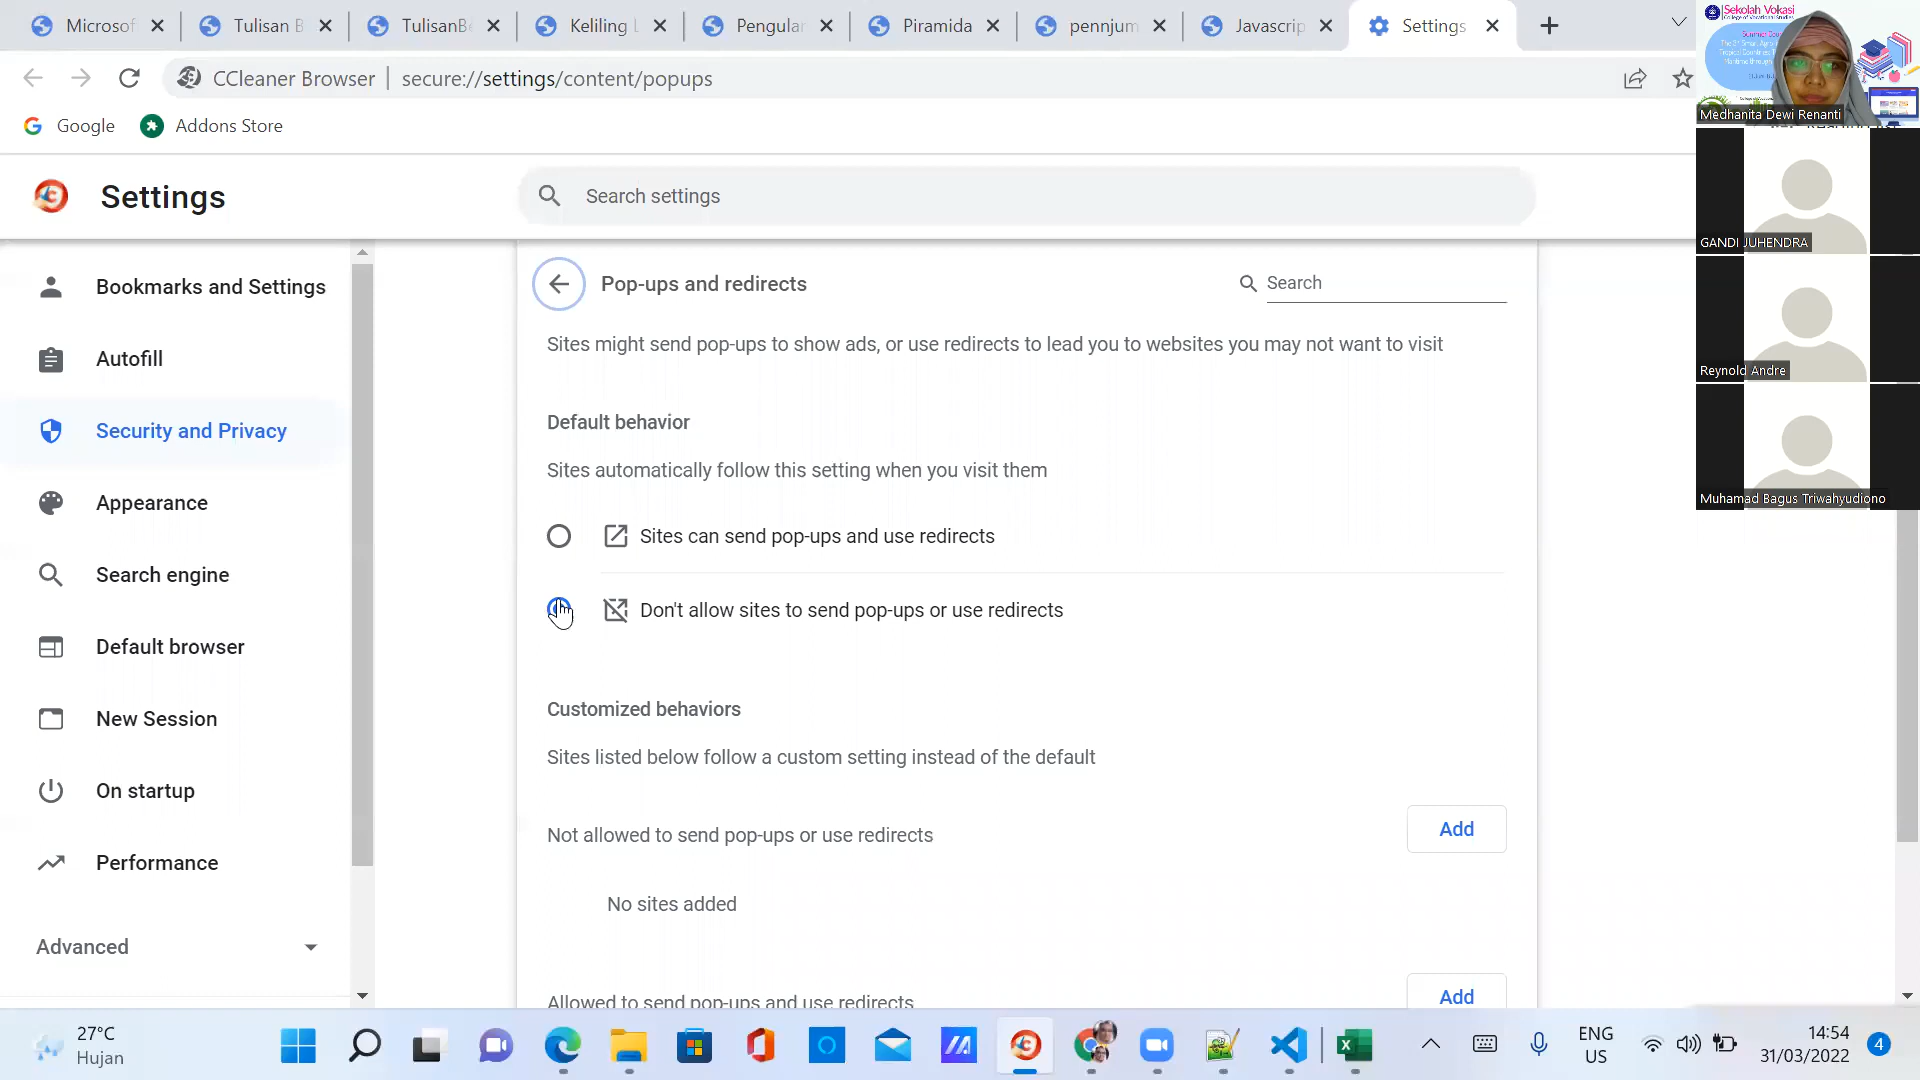 Microsof
Tulisan B
TulisanBe
Keliling L
Pengular
Piramida
pennjum
Javascrip
Settings
CCleaner Browser
secure://settings/content/popups
Google
Addons Store
Settings
Search settings
Bookmarks and Settings
Autofill
Security and Privacy
Appearance
Search engine
Default browser
New Session
On startup
Performance
Advanced
Pop-ups and redirects
Search
Sites might send pop-ups to show ads, or use redirects to lead you to websites you may not want to visit
Default behavior
Sites automatically follow this setting when you visit them
Sites can send pop-ups and use redirects
Don't allow sites to send pop-ups or use redirects
Customized behaviors
Sites listed below follow a custom setting instead of the default
Not allowed to send pop-ups or use redirects
Add
No sites added
Allowed to send pop-ups and use redirects
Add
Sekolah Vokasi
College of Vocational Studies
Medhanita Dewi Renanti
GANDI JUHENDRA
Reynold Andre
Muhamad Bagus Triwahyudiono
27°C
Hujan
ENG
US
14:54
31/03/2022
4